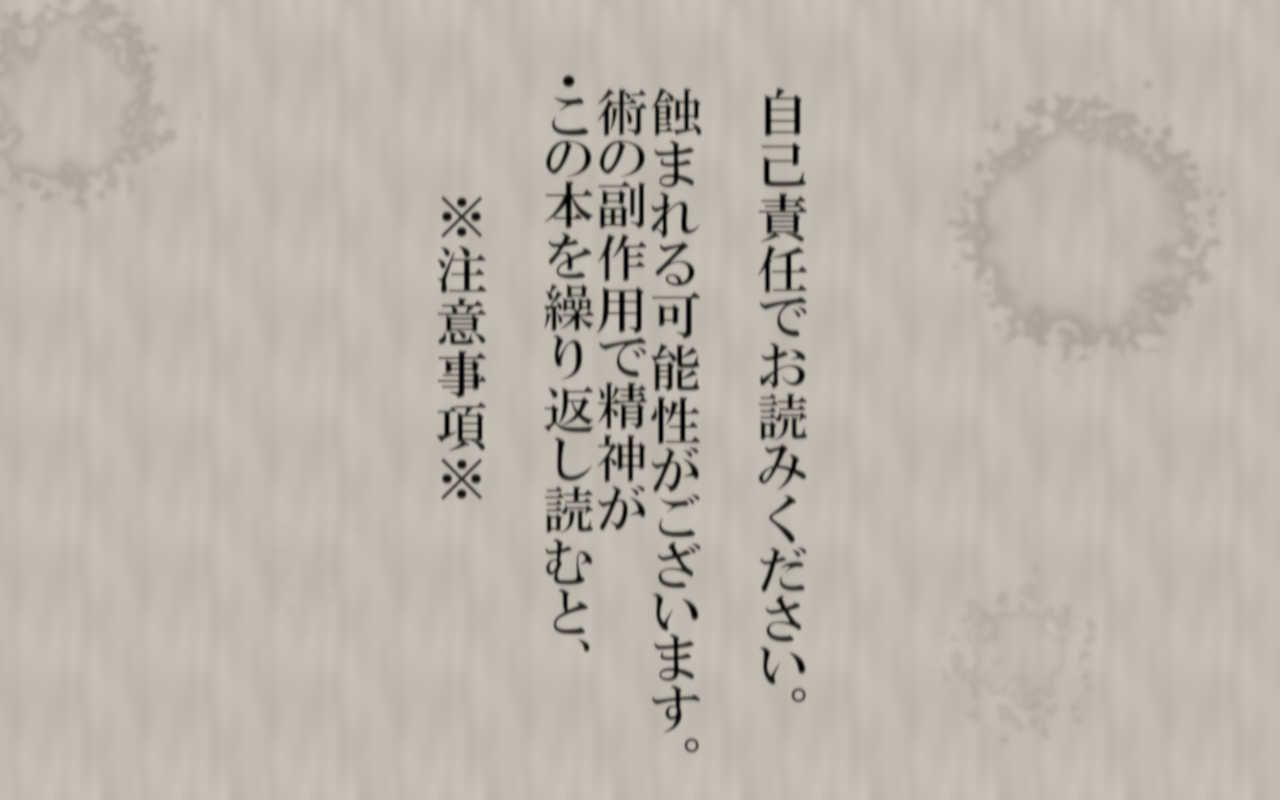 ※注意事項※
・この本を繰り返し読むと、
術の副作用で精神が
蝕まれる可能性がございます。
自己責任でお読みください。